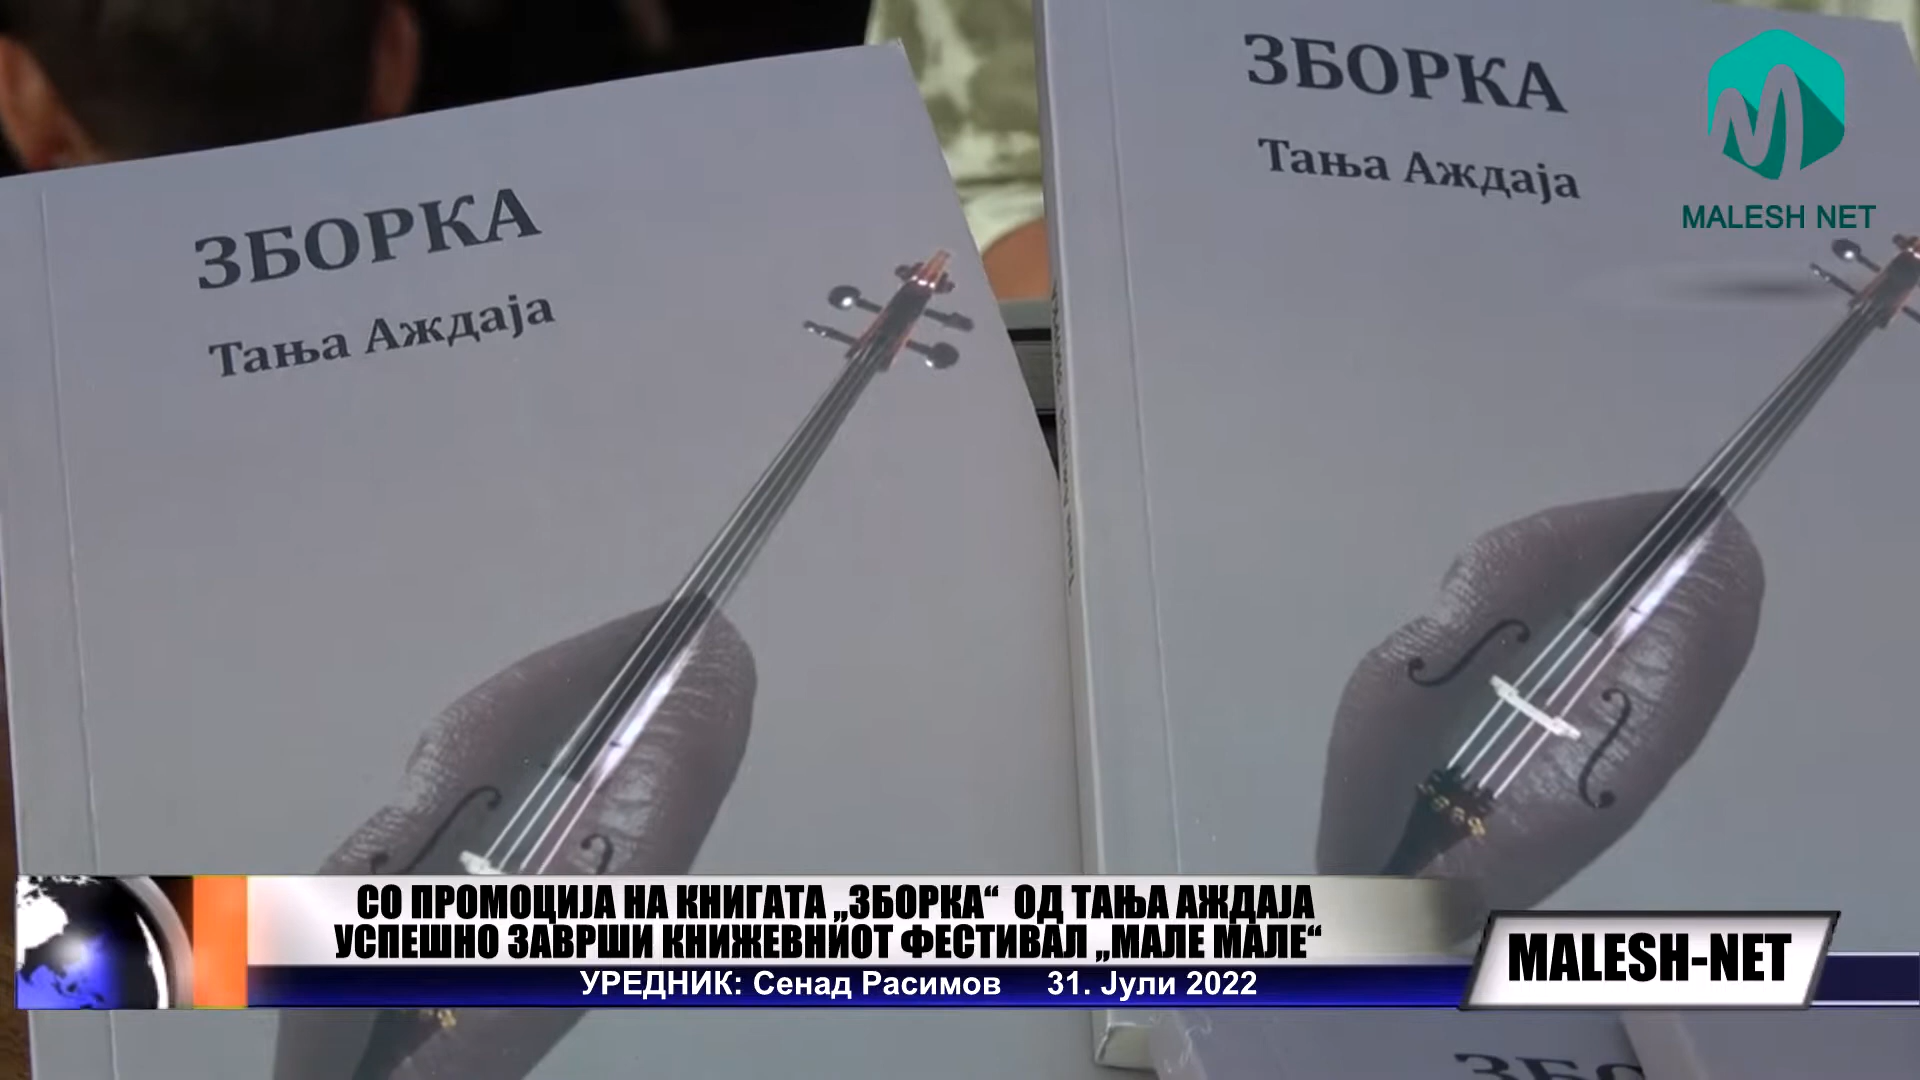 ЗБОРКА
Тања Аждаја
ЗБОРКА
Тања Аждаја
MALESH NET
СО ПРОМОЦИЈА НА КНИГАТА „ЗБОРКА“ ОД ТАЊА АЖДАЈА
УСПЕШНО ЗАВРШИ КНИЖЕВНИОТ ФЕСТИВАЛ „МАЛЕ МАЛЕ“
УРЕДНИК: Сенад Расимов 31. Јули 2022
MALESH-NET